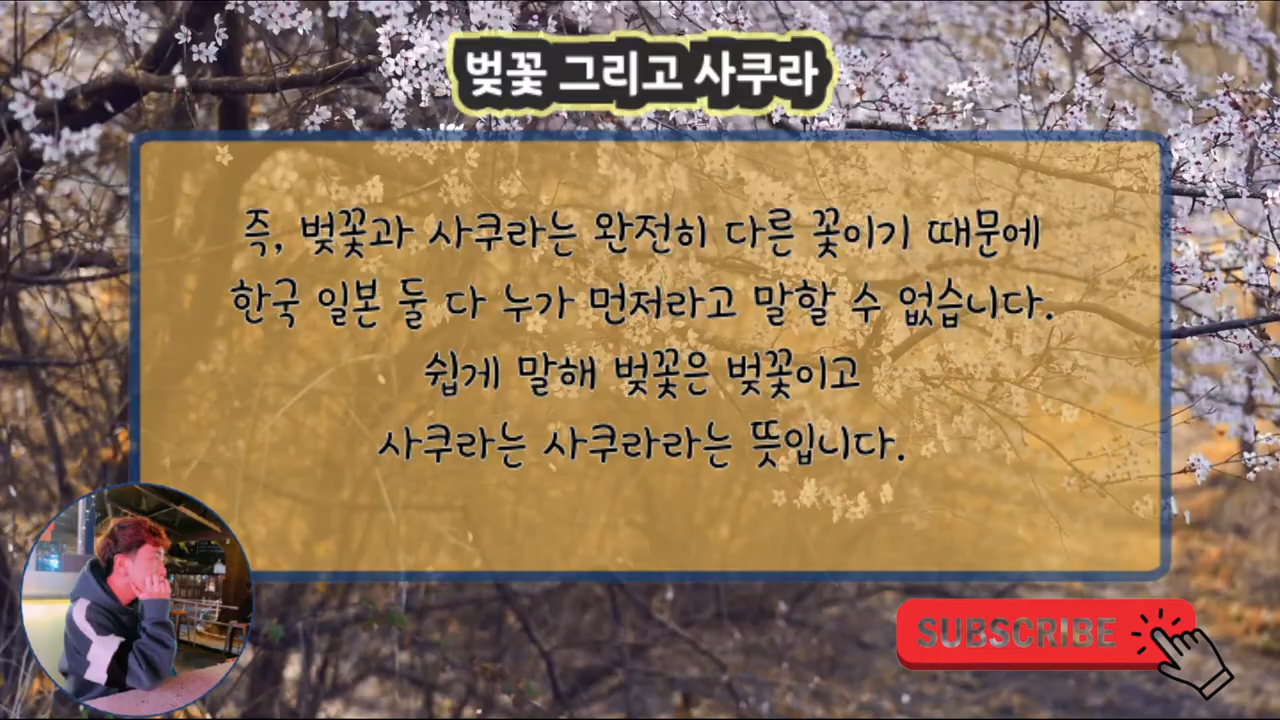 벚꽃 그리고 사쿠라
즉, 벚꽃과 사쿠라는 완전히 다른 꽃이기 때문에
한국 일본 둘 다 누가 먼저라고 말할 수 없습니다.
쉽게 말해 벚꽃은 벚꽃이고
사쿠라는 사쿠라라는 뜻입니다.
SUBSCRIBE